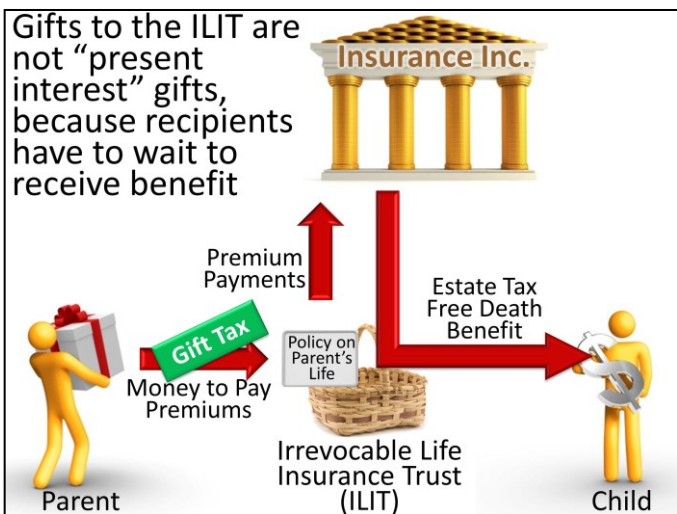 Gifts to the ILIT are
not “present
interest” gifts,
because recipients
have to wait to
receive benefit
Insurance Inc.
Premium
Payments
Estate Tax
Free Death
Benefit
Gift Tax
Policy on
Parent’s
Life
Money to Pay
Premiums
Irrevocable Life
Insurance Trust
(ILIT)
Parent
Child